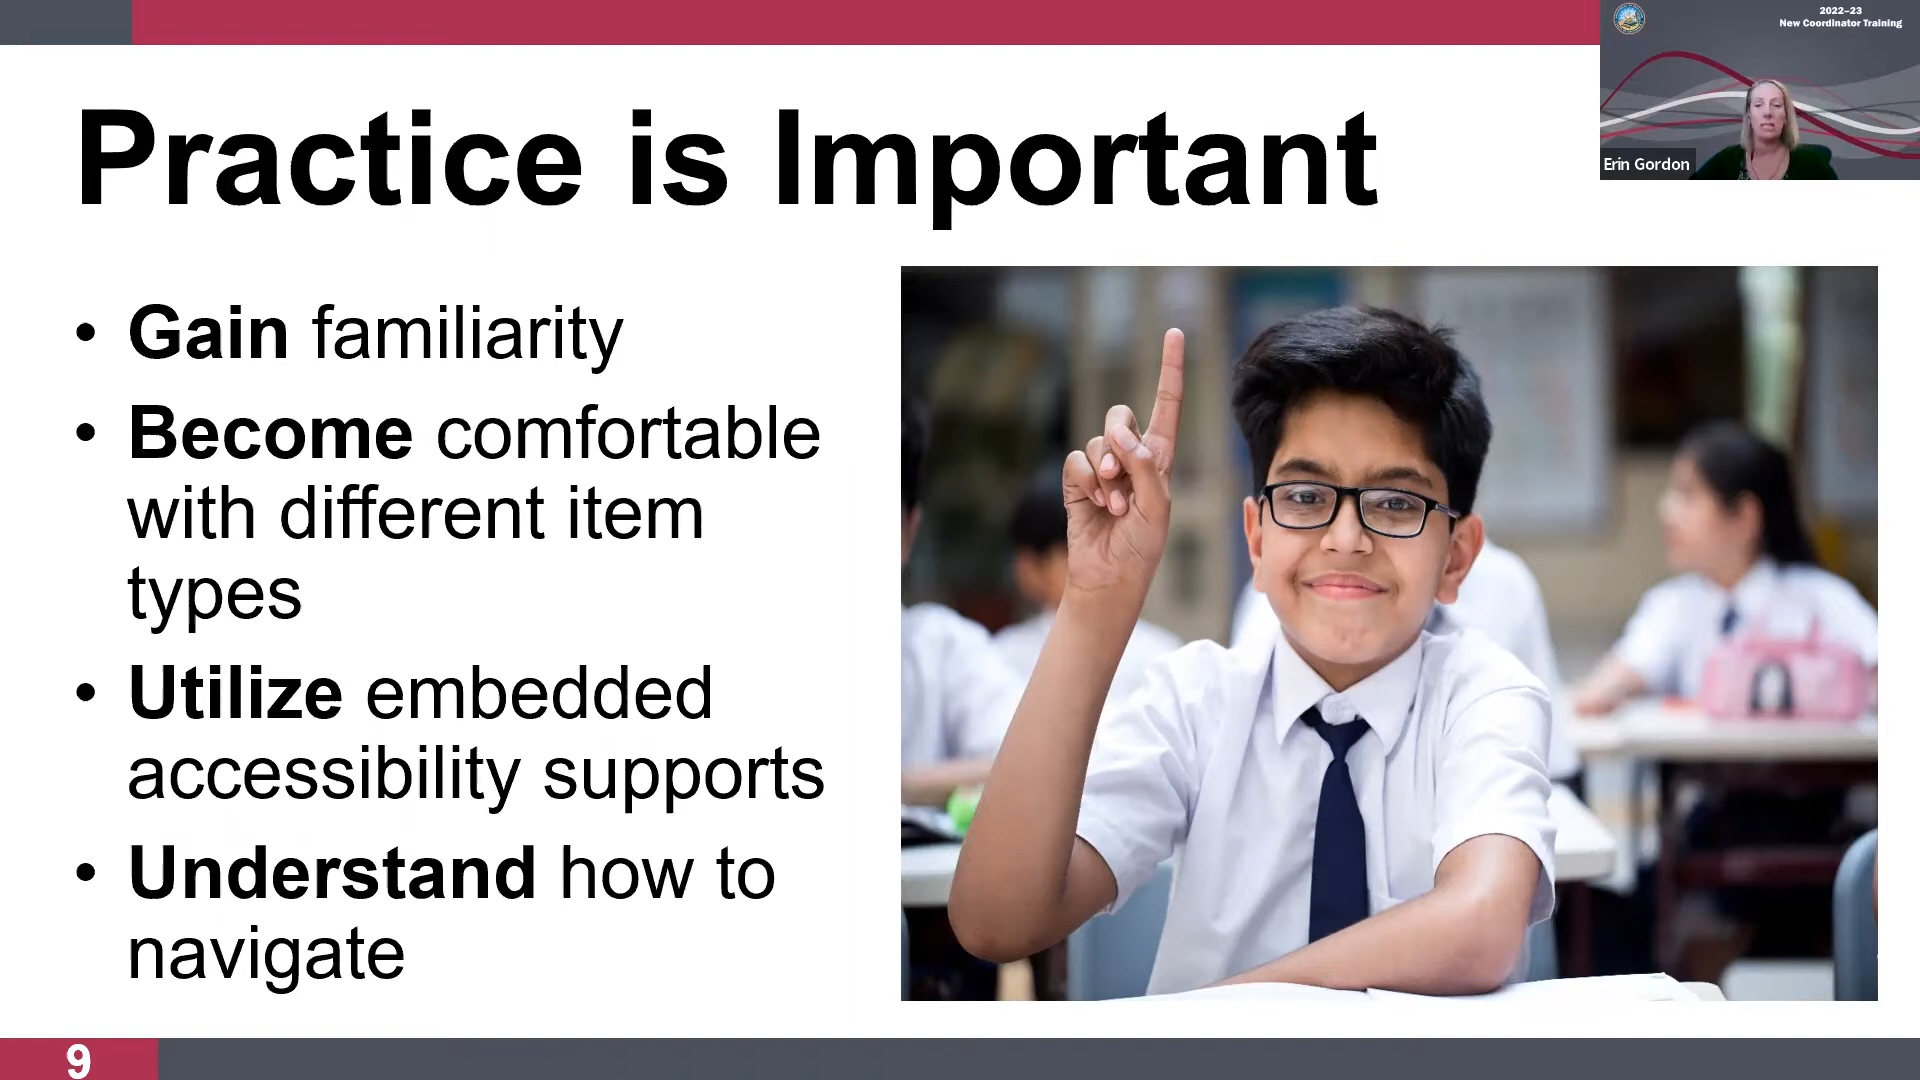 2022–23
New Coordinator Training
Erin Gordon
Practice is Important
• Gain familiarity
• Become comfortable
with different item
types
• Utilize embedded
accessibility supports
• Understand how to
navigate
9